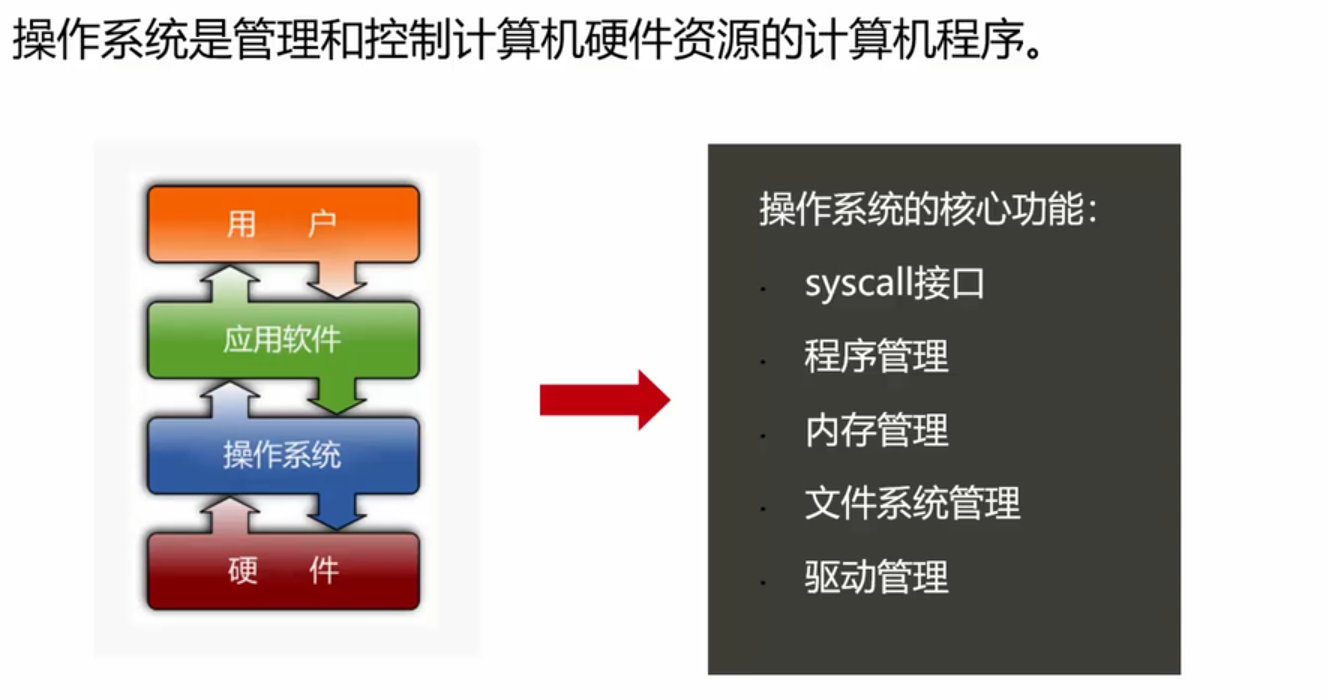 操作系统是管理和控制计算机硬件资源的计算机程序。
用 户
应用软件
操作系统
硬 件
操作系统的核心功能：
· syscall接口
· 程序管理
· 内存管理
· 文件系统管理
· 驱动管理